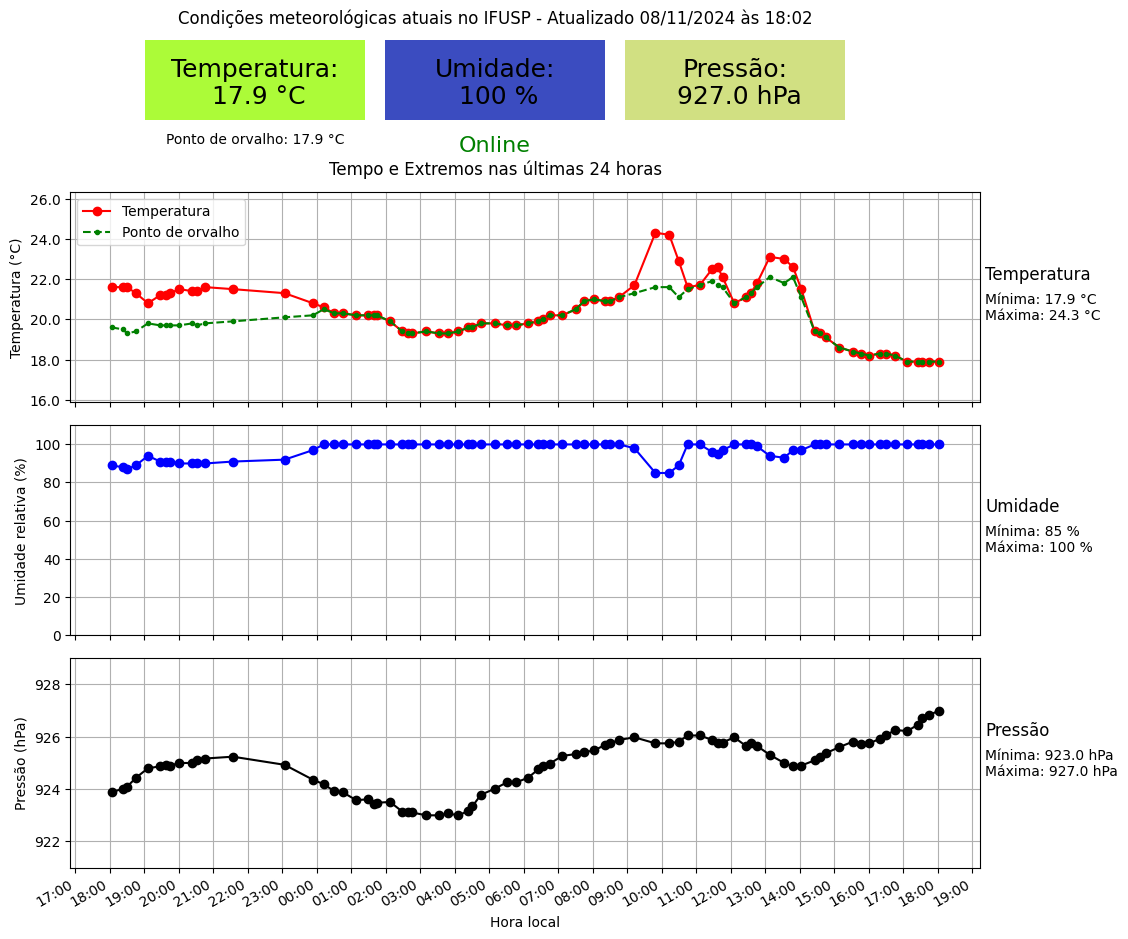 Condições meteorológicas atuais no IFUSP - Atualizado 08/11/2024 às 18:02
Temperatura:
17.9 °C
Umidade:
100 %
Pressão:
927.0 hPa
Ponto de orvalho: 17.9 °C
Online
Tempo e Extremos nas últimas 24 horas
Temperatura (°C)
26.0
24.0
22.0
20.0
18.0
16.0
Temperatura
Ponto de orvalho
Temperatura
Mínima: 17.9 °C
Máxima: 24.3 °C
Umidade relativa (%)
100
80
60
40
20
0
Umidade
Mínima: 85 %
Máxima: 100 %
Pressão (hPa)
928
926
924
922
Pressão
Mínima: 923.0 hPa
Máxima: 927.0 hPa
17:00 18:00 19:00 20:00 21:00 22:00 23:00 00:00 01:00 02:00 03:00 04:00 05:00 06:00 07:00 08:00 09:00 10:00 11:00 12:00 13:00 14:00 15:00 16:00 17:00 18:00 19:00
Hora local